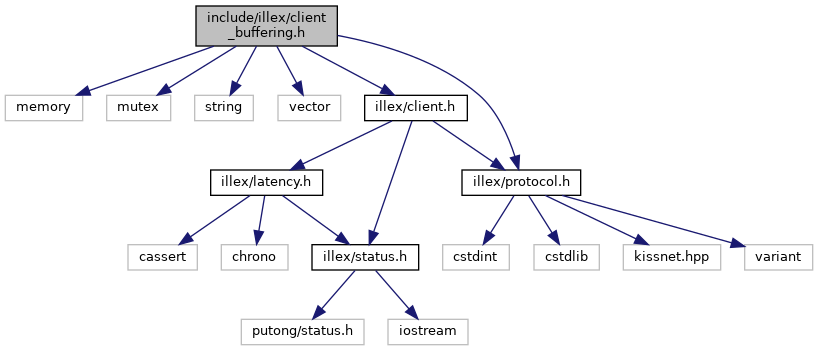 include/illex/client
_buffering.h
memory
mutex
string
vector
illex/client.h
illex/latency.h
illex/protocol.h
cassert
chrono
illex/status.h
cstdint
cstdlib
kissnet.hpp
variant
putong/status.h
iostream